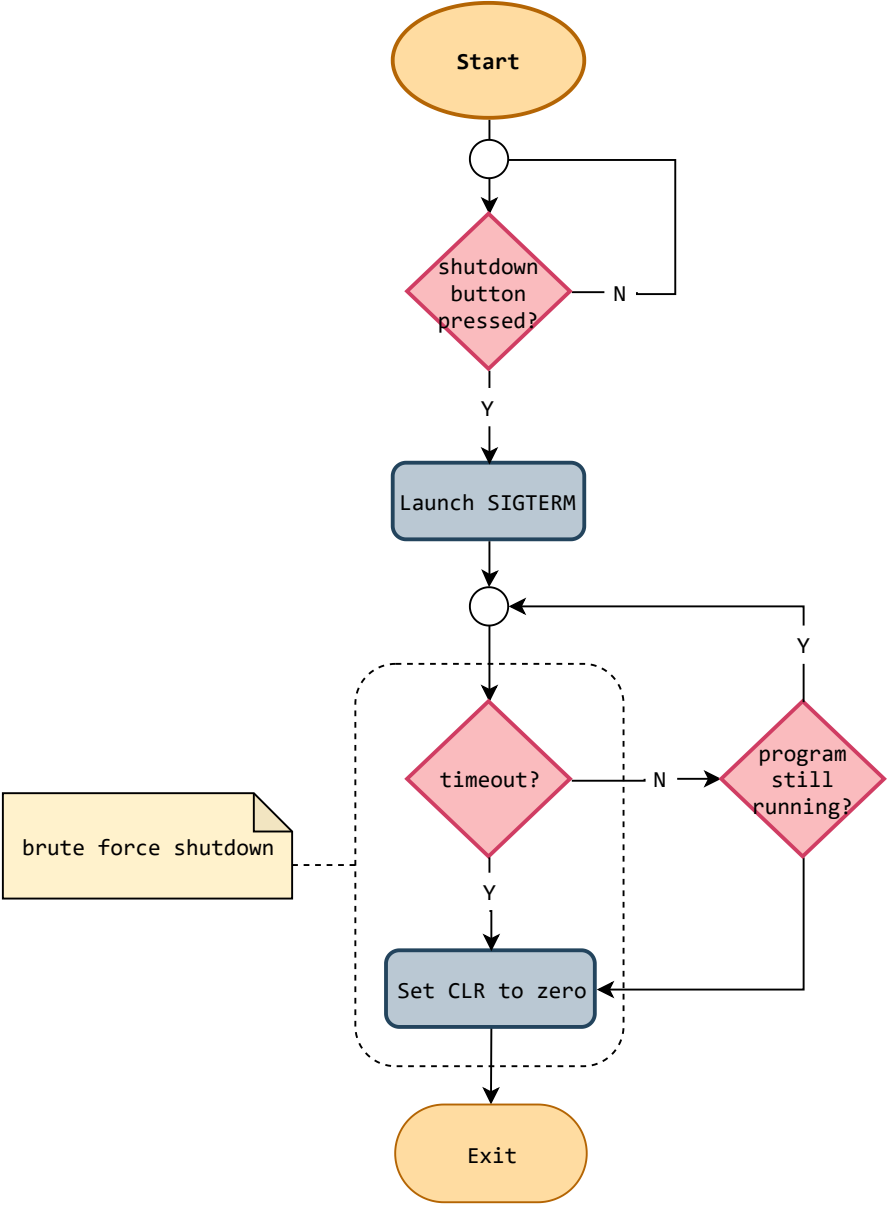 Start
shutdown
button
pressed?
N
Y
Launch SIGTERM
Y
timeout?
N
program
still
running?
brute force shutdown
Y
Set CLR to zero
Exit